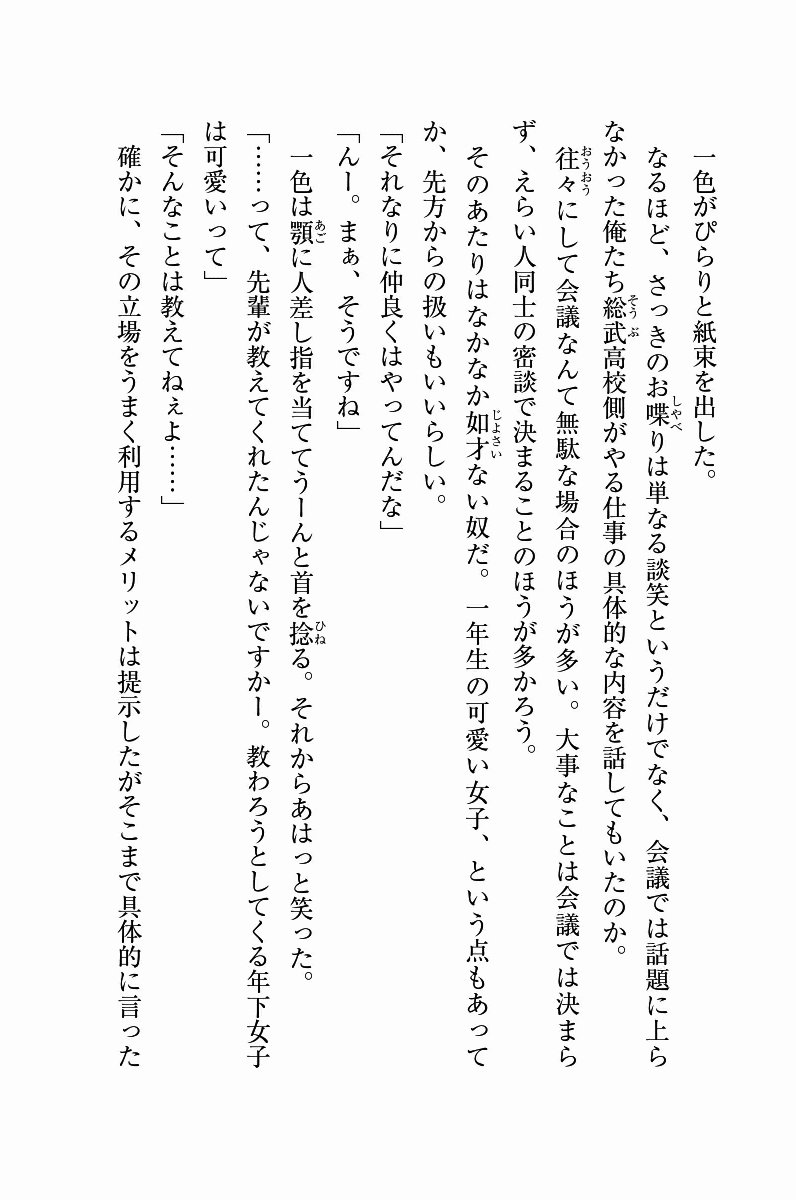 一色がぴらりと紙束を出した。
なるほど、さっきのお喋りは単なる談笑というだけでなく、会議では話題に上ら
なかった俺たち総武高校側がやる仕事の具体的な内容を話してもいたのか。
往々にして会議なんて無駄な場合のほうが多い。大事なことは会議では決まら
ず、えらい人同士の密談で決まることのほうが多かろう。
そのあたりはなかなか如才ない奴だ。一年生の可愛い女子、という点もあって
か、先方からの扱いもいいらしい。
「それなりに仲良くはやってんだな」
「んー。まぁ、そうですね」
一色は顎に人差し指を当ててうーんと首を捻る。それからあはっと笑った。
「……って、先輩が教えてくれたんじゃないですかー。教わろうとしてくる年下女子
は可愛いって」
「そんなことは教えてねぇよ……」
確かに、その立場をうまく利用するメリットは提示したがそこまで具体的に言った